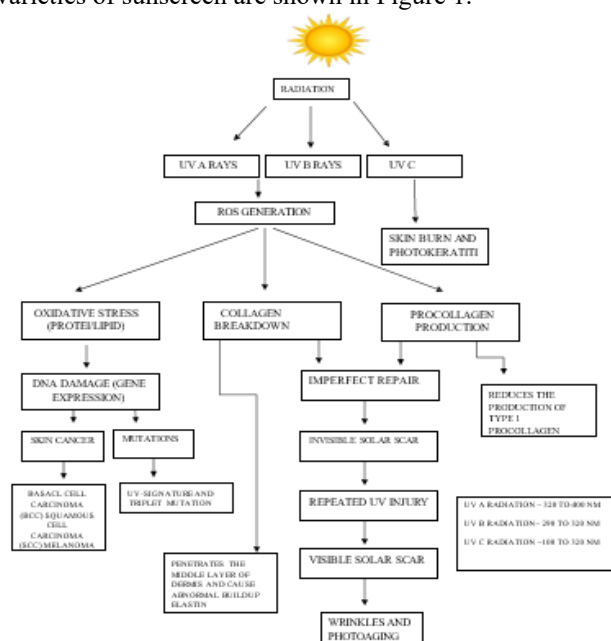 varieties of sunscreen are shown in Figure 1.
RADIATION
UV A RAYS
UV B RAYS
UV C
ROS GENERATION
SKIN BURN AND
PHOTOKERATITI
OXIDATIVE STRESS
(PROTEI/LIPID)
COLLAGEN
BREAKDOWN
PROCOLLAGEN
PRODUCTION
DNA DAMAGE (GENE
EXPRESSION)
IMPERFECT REPAIR
REDUCES THE
PRODUCTION OF
TYPE I
PROCOLLAGEN
SKIN CANCER
MUTATIONS
INVISIBLE SOLAR SCAR
BASACL CELL
CARCINOMA
(BCC) SQUAMOUS
CELL
CARCINOMA
(SCC) MELANOMA
UV-SIGNATURE AND
TRIPLET MUTATION
REPEATED UV INJURY
UV A RADIATION – 320 TO 400 NM
UV B RADIATION– 290 TO 320 NM
UV C RADIATION –100 TO 320 NM
PENETRATES THE
MIDDLE LAYER OF
DERMIS AND CAUSE
ABNORMAL BUILDUP
ELASTIN
VISIBLE SOLAR SCAR
WRINKLES AND
PHOTOAGING